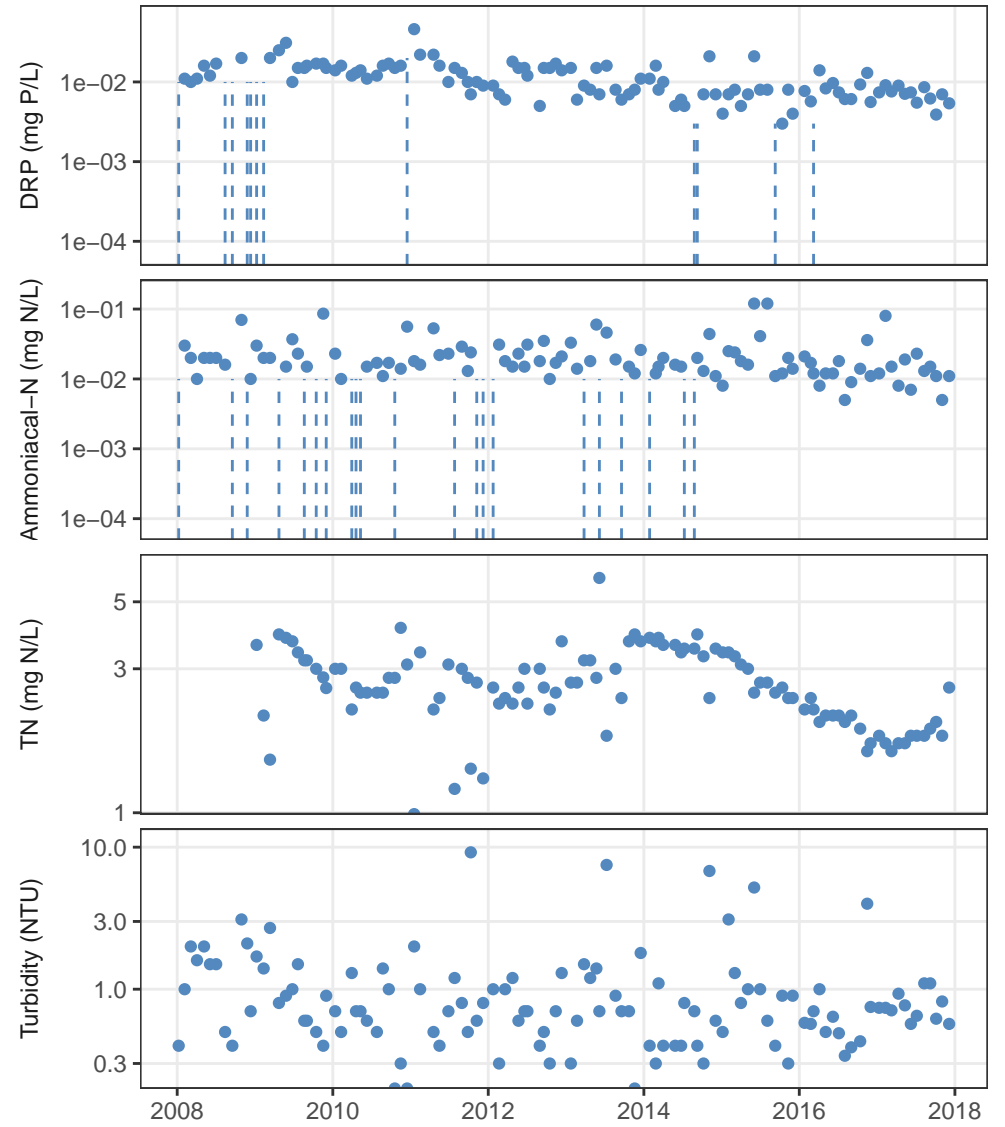 DRP (mg P/L)
1e−02
1e−03
1e−04
Ammoniacal−N (mg N/L)
1e−01
1e−02
1e−03
1e−04
TN (mg N/L)
5
3
1
Turbidity (NTU)
10.0
3.0
1.0
0.3
2008 2010 2012 2014 2016 2018